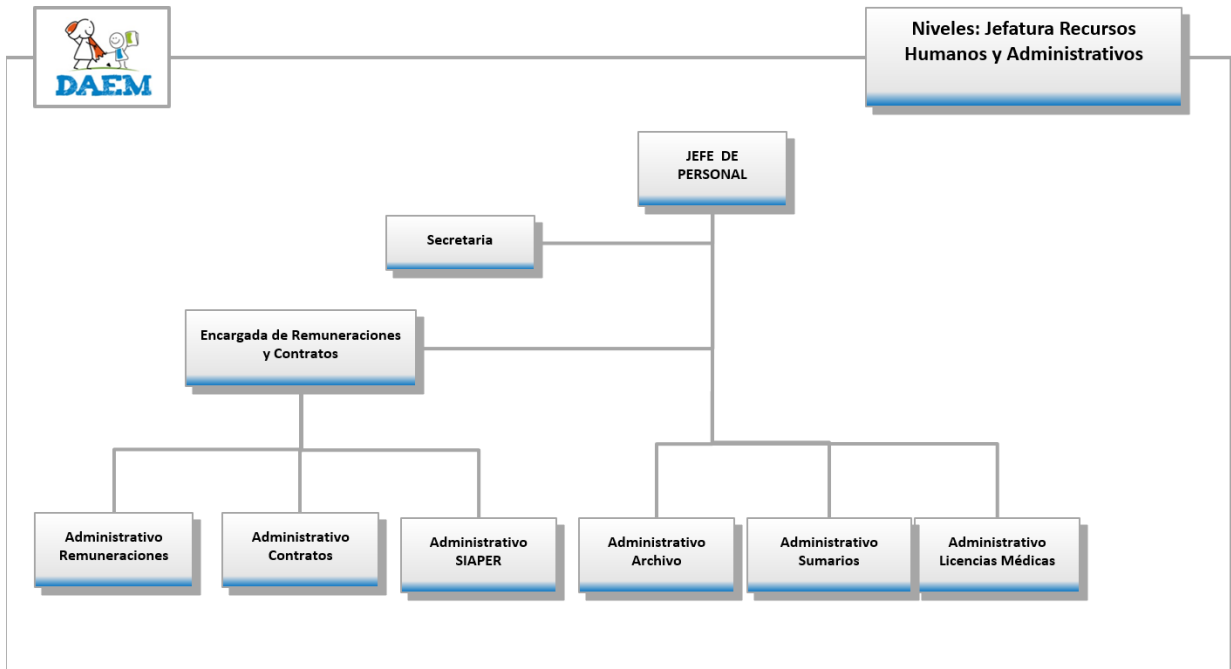 DAEM
Niveles: Jefatura Recursos
Humanos y Administrativos
JEFE DE
PERSONAL
Secretaria
Encargada de Remuneraciones
y Contratos
Administrativo
Remuneraciones
Administrativo
Contratos
Administrativo
SIAPER
Administrativo
Archivo
Administrativo
Sumarios
Administrativo
Licencias Médicas